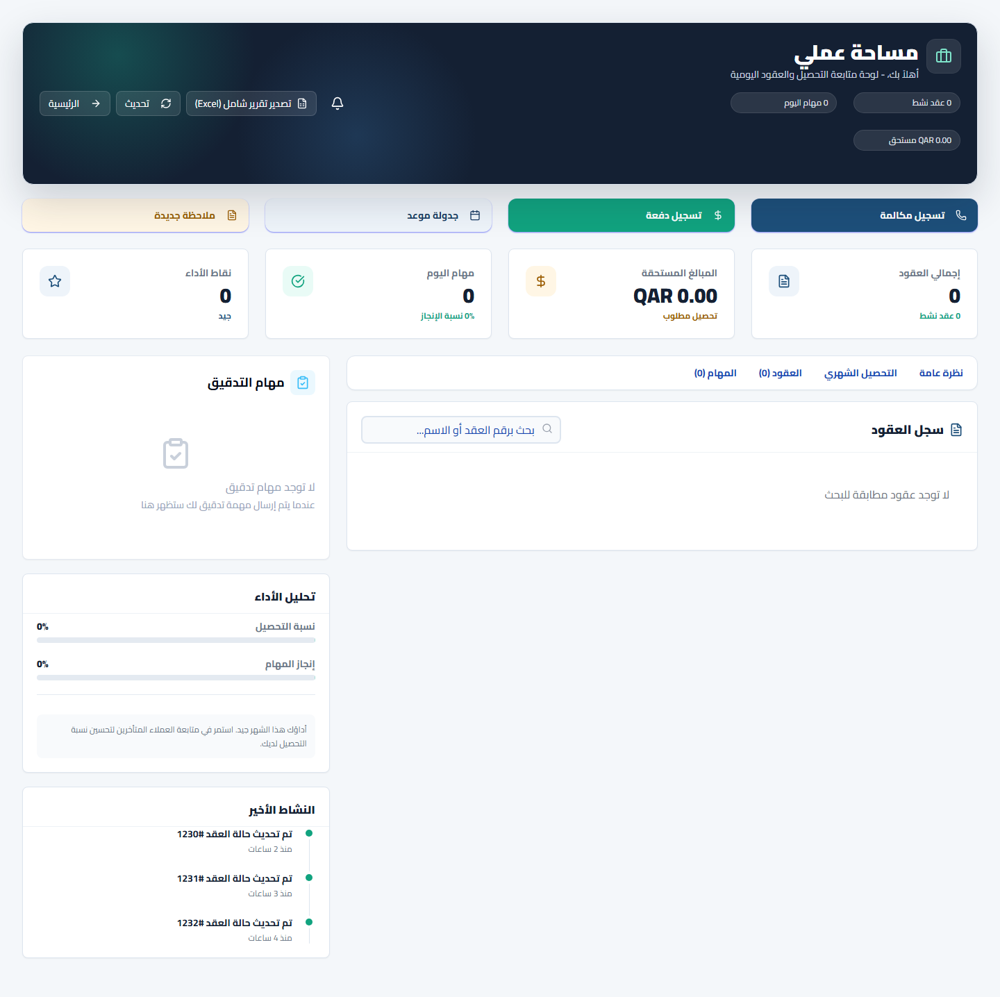 مساحة عملي
أهلاً بك، - لوحة متابعة التحصيل والعقود اليومية
0 عقد نشط
0 مهام اليوم
QAR 0.00 مستحق
تصدير تقرير شامل (Excel)
تحديث
الرئيسية
تسجيل مكالمة
تسجيل دفعة
جدولة موعد
ملاحظة جديدة
إجمالي العقود
0
0 عقد نشط
المبالغ المستحقة
QAR 0.00
تحصيل مطلوب
مهام اليوم
0
0% نسبة الإنجاز
نقاط الأداء
0
جيد
نظرة عامة
التحصيل الشهري
العقود (0)
المهام (0)
سجل العقود
بحث برقم العقد أو الاسم...
لا توجد عقود مطابقة للبحث
مهام التدقيق
لا توجد مهام تدقيق
عندما يتم إرسال مهمة تدقيق لك ستظهر هنا
تحليل الأداء
نسبة التحصيل
0%
إنجاز المهام
0%
أداؤك هذا الشهر جيد. استمر في متابعة العملاء المتأخرين لتحسين نسبة
التحصيل لديك.
النشاط الأخير
تم تحديث حالة العقد #1230
منذ 2 ساعات
تم تحديث حالة العقد #1231
منذ 3 ساعات
تم تحديث حالة العقد #1232
منذ 4 ساعات